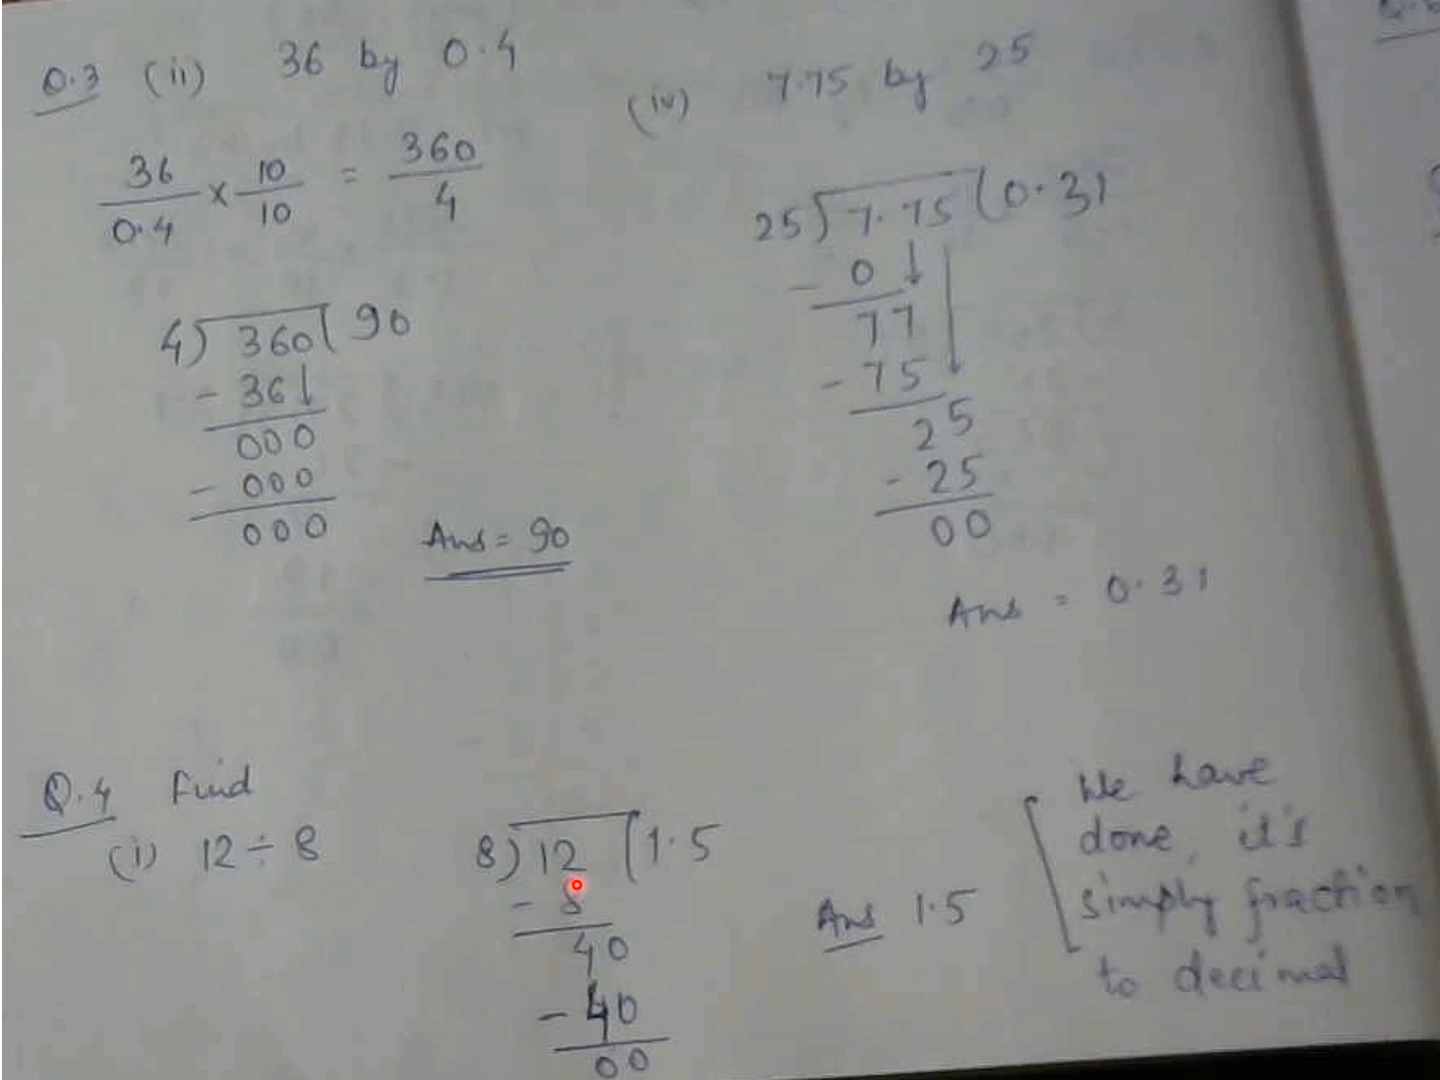 Q.3 (ii) 36 by 0.4
36/0.4 × 10/10 = 360/4
4) 360 ( 90
- 36↓
000
- 000
000
Ans = 90
(iv) 7.75 by 25
25) 7.75 ( 0.31
- 0
77
- 75
25
- 25
00
Ans = 0.31
Q.4 Find
(i) 12 ÷ 8
8) 12 ( 1.5
- 8
40
- 40
00
Ans 1.5
We have
done, it's
simply fraction
to decimal